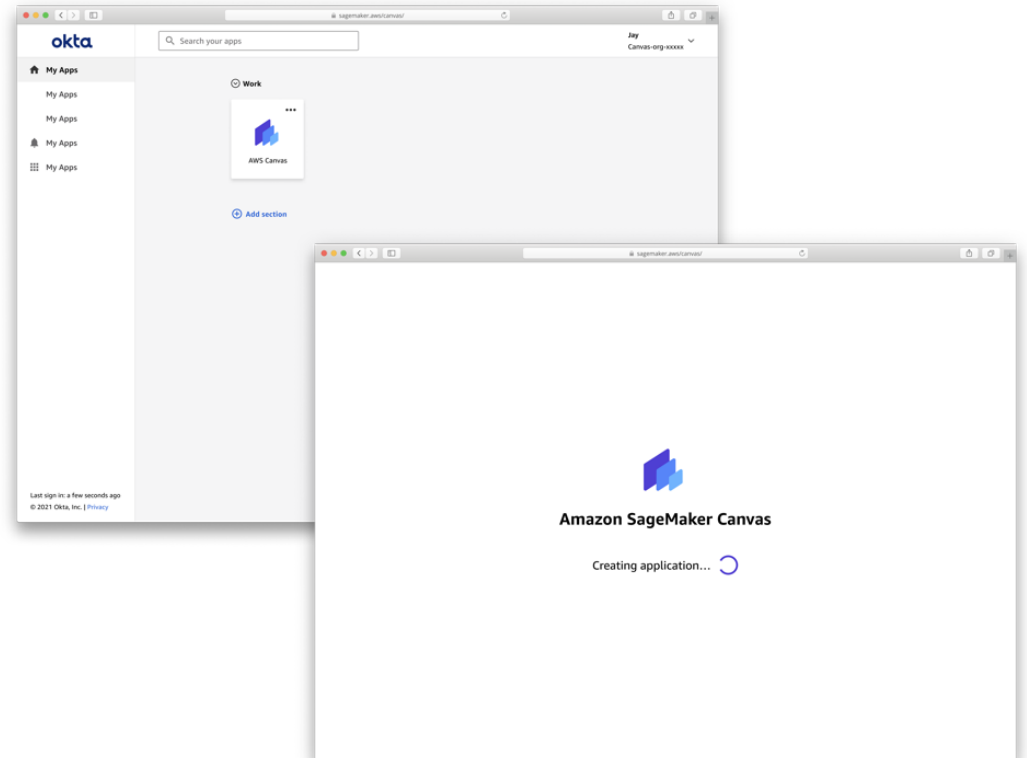 sagemaker.aws/canvas/
okta
Search your apps
Jay
Canvas-org-xxxxx
My Apps
My Apps
My Apps
My Apps
My Apps
Work
AWS Canvas
Add section
Last sign in: a few seconds ago
© 2021 Okta, Inc. | Privacy
sagemaker.aws/canvas/
Amazon SageMaker Canvas
Creating application...